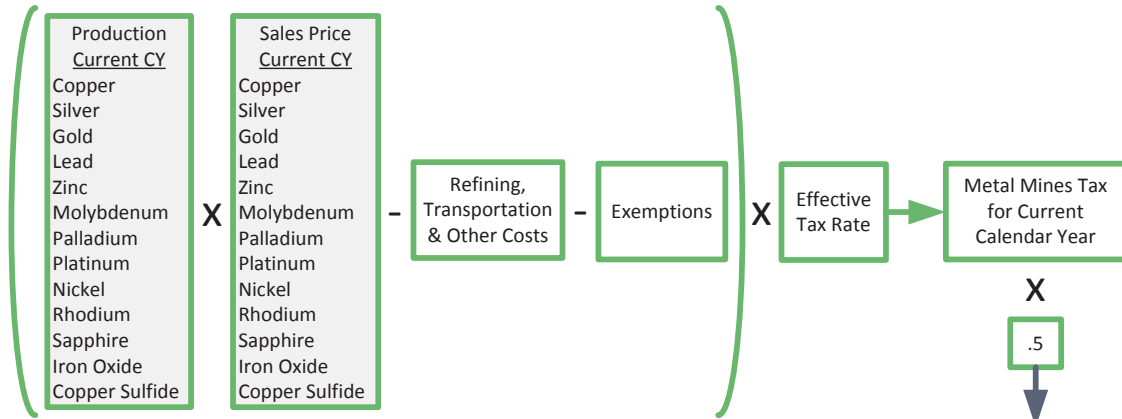 Production
Current CY
Copper
Silver
Gold
Lead
Zinc
Molybdenum
Palladium
Platinum
Nickel
Rhodium
Sapphire
Iron Oxide
Copper Sulfide
X
Sales Price
Current CY
Copper
Silver
Gold
Lead
Zinc
Molybdenum
Palladium
Platinum
Nickel
Rhodium
Sapphire
Iron Oxide
Copper Sulfide
-
Refining,
Transportation
& Other Costs
-
Exemptions
X
Effective
Tax Rate
Metal Mines Tax
for Current
Calendar Year
X
.5